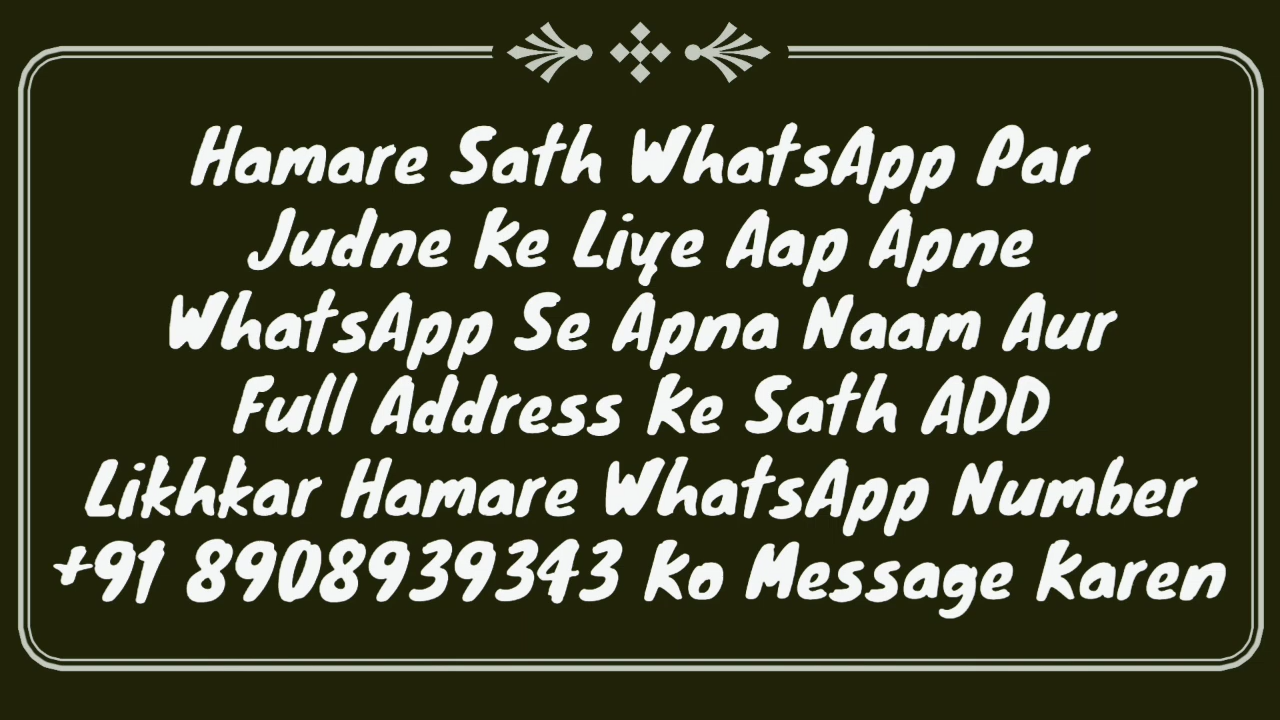 Hamare Sath WhatsApp Par
Judne Ke Liye Aap Apne
WhatsApp Se Apna Naam Aur
Full Address Ke Sath ADD
Likhkar Hamare WhatsApp Number
+91 8908939343 Ko Message Karen